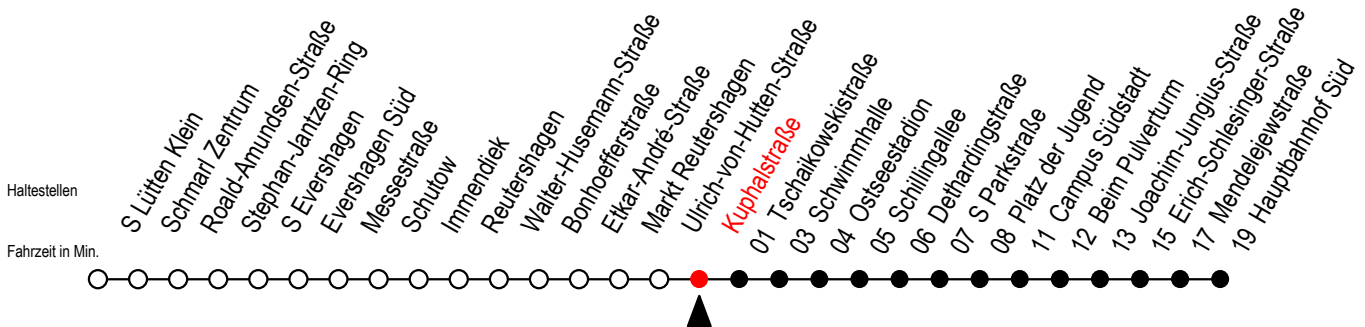 Haltestellen
Fahrzeit in Min.
S Lütten Klein
Schmarl Zentrum
Roald-Amundsen-Straße
Stephan-Jantzen-Ring
S Evershagen
Evershagen Süd
Messestraße
Schutow
Immendiek
Reutershagen
Walter-Husemann-Straße
Bonhoefferstraße
Etkar-André-Straße
Markt Reutershagen
Ulrich-von-Hutten-Straße
Kuphalstraße
01 Tschaikowskistraße
03 Schwimmhalle
04 Ostseestadion
05 Schillingallee
06 Dethardingstraße
07 S Parkstraße
08 Platz der Jugend
11 Campus Südstadt
12 Beim Pulverturm
13 Joachim-Jungius-Straße
15 Erich-Schlesinger-Straße
17 Mendelejewstraße
19 Hauptbahnhof Süd